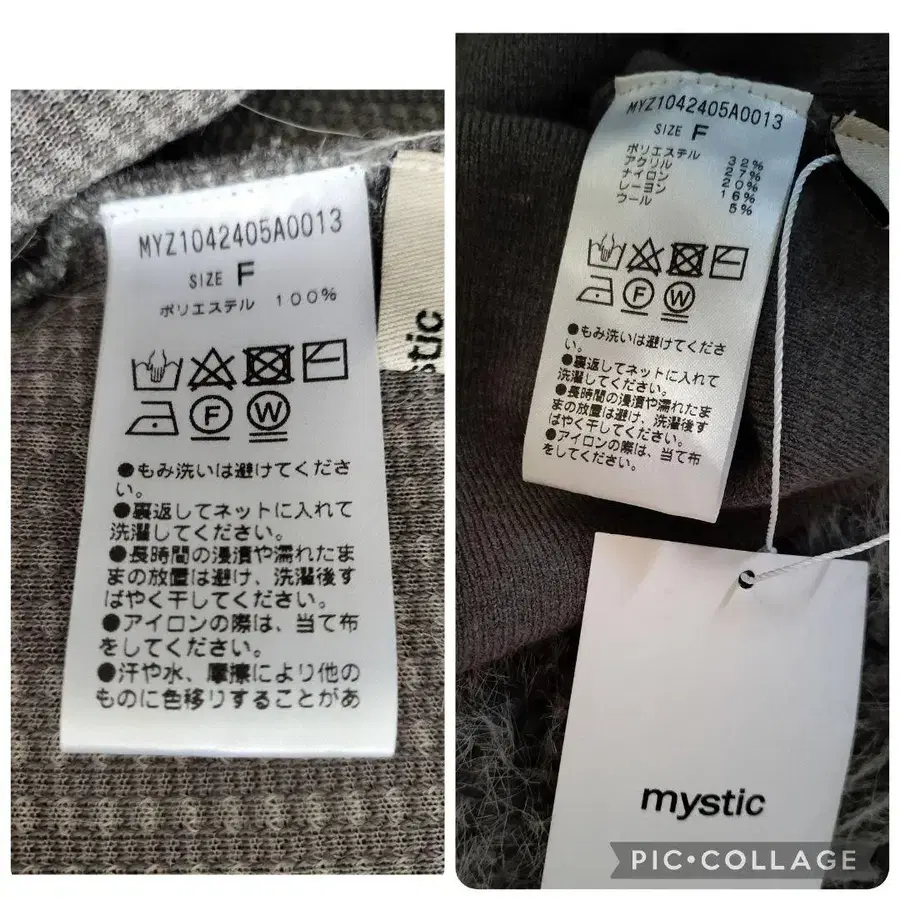 MYZ1042405A0013
SIZE F
ポリエステル 100%
F
W
●もみ洗いは避けてくださ
い。
●裏返してネットに入れて
洗濯してください。
●長時間の浸漬や濡れたま
まの放置は避け、洗濯後す
ばやく干してください。
●アイロンの際は、当て布
をしてください。
●汗や水、摩擦により他の
ものに色移りすることがあ
stic
MYZ1042405A0013
SIZE F
ポリエステル 32%
アクリル 27%
ナイロン 20%
レーヨン 16%
ウール 5%
F
W
●もみ洗いは避けてくださ
い。
●裏返してネットに入れて
洗濯してください。
●長時間の浸漬や濡れたま
まの放置は避け、洗濯後す
ばやく干してください。
●アイロンの際は、当て布
をしてください。
mystic
PIC•COLLAGE